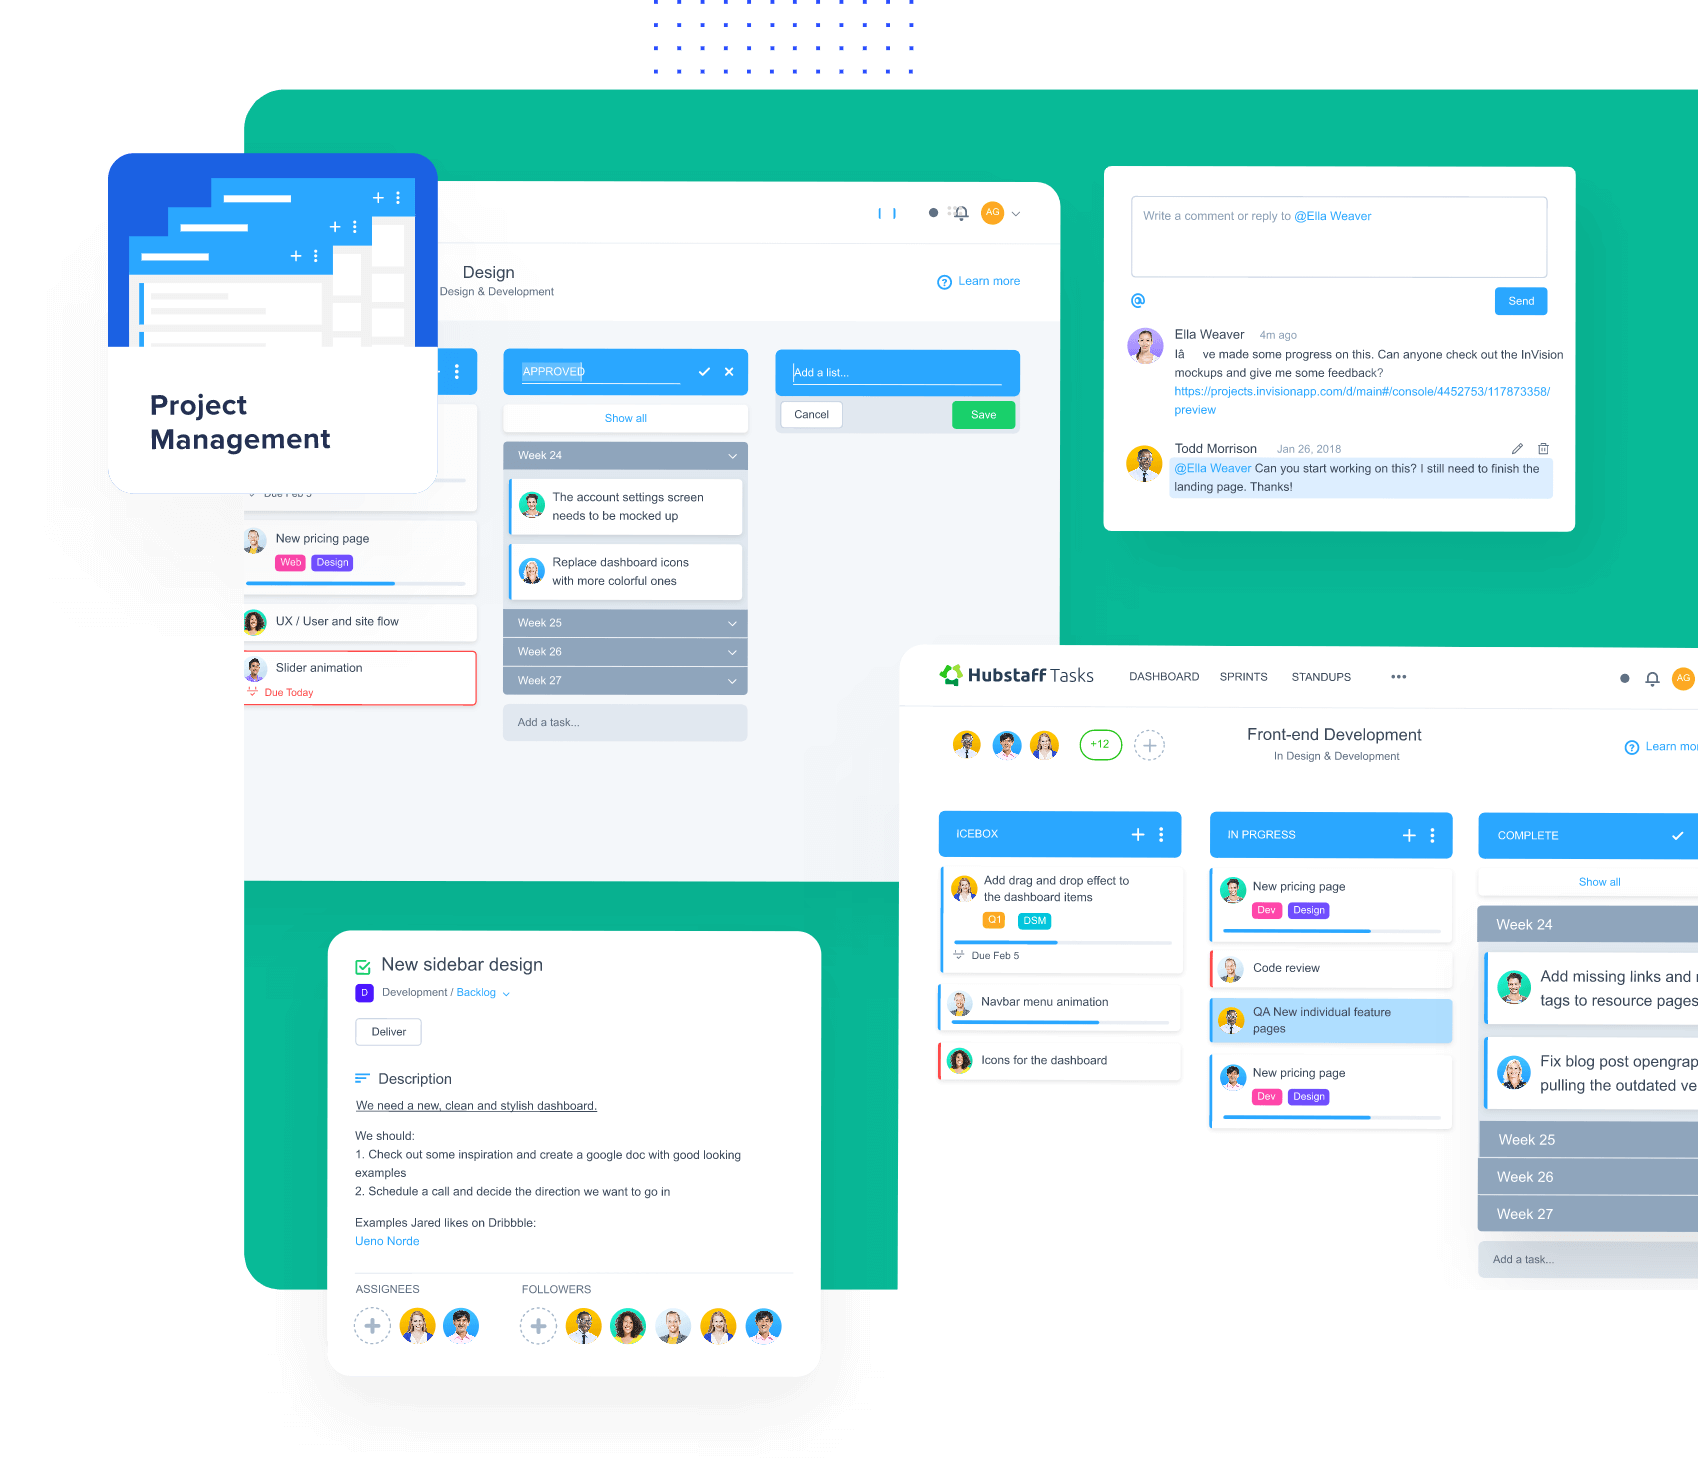 Project
Management
AG
Design
Design & Development
Learn more
Due Feb 5
New pricing page
Web
Design
UX / User and site flow
Slider animation
Due Today
APPROVED
Show all
Week 24
The account settings screen
needs to be mocked up
Replace dashboard icons
with more colorful ones
Week 25
Week 26
Week 27
Add a task...
Add a list...
Cancel
Save
Write a comment or reply to @Ella Weaver
@
Send
Ella Weaver 4m ago
Iâ ve made some progress on this. Can anyone check out the InVision
mockups and give me some feedback?
https://projects.invisionapp.com/d/main#/console/4452753/117873358/
preview
Todd Morrison Jan 26, 2018
@Ella Weaver Can you start working on this? I still need to finish the
landing page. Thanks!
Hubstaff Tasks
DASHBOARD
SPRINTS
STANDUPS
AG
+12
Front-end Development
In Design & Development
Learn mor
ICEBOX
Add drag and drop effect to
the dashboard items
Q1
DSM
Due Feb 5
Navbar menu animation
Icons for the dashboard
IN PRGRESS
New pricing page
Dev
Design
Code review
QA New individual feature
pages
New pricing page
Dev
Design
COMPLETE
Show all
Week 24
Add missing links and
tags to resource pages
Fix blog post opengrap
pulling the outdated ve
Week 25
Week 26
Week 27
Add a task...
New sidebar design
D
Development / Backlog
Deliver
Description
We need a new, clean and stylish dashboard.
We should:
1. Check out some inspiration and create a google doc with good looking
examples
2. Schedule a call and decide the direction we want to go in
Examples Jared likes on Dribbble:
Ueno Norde
ASSIGNEES
FOLLOWERS